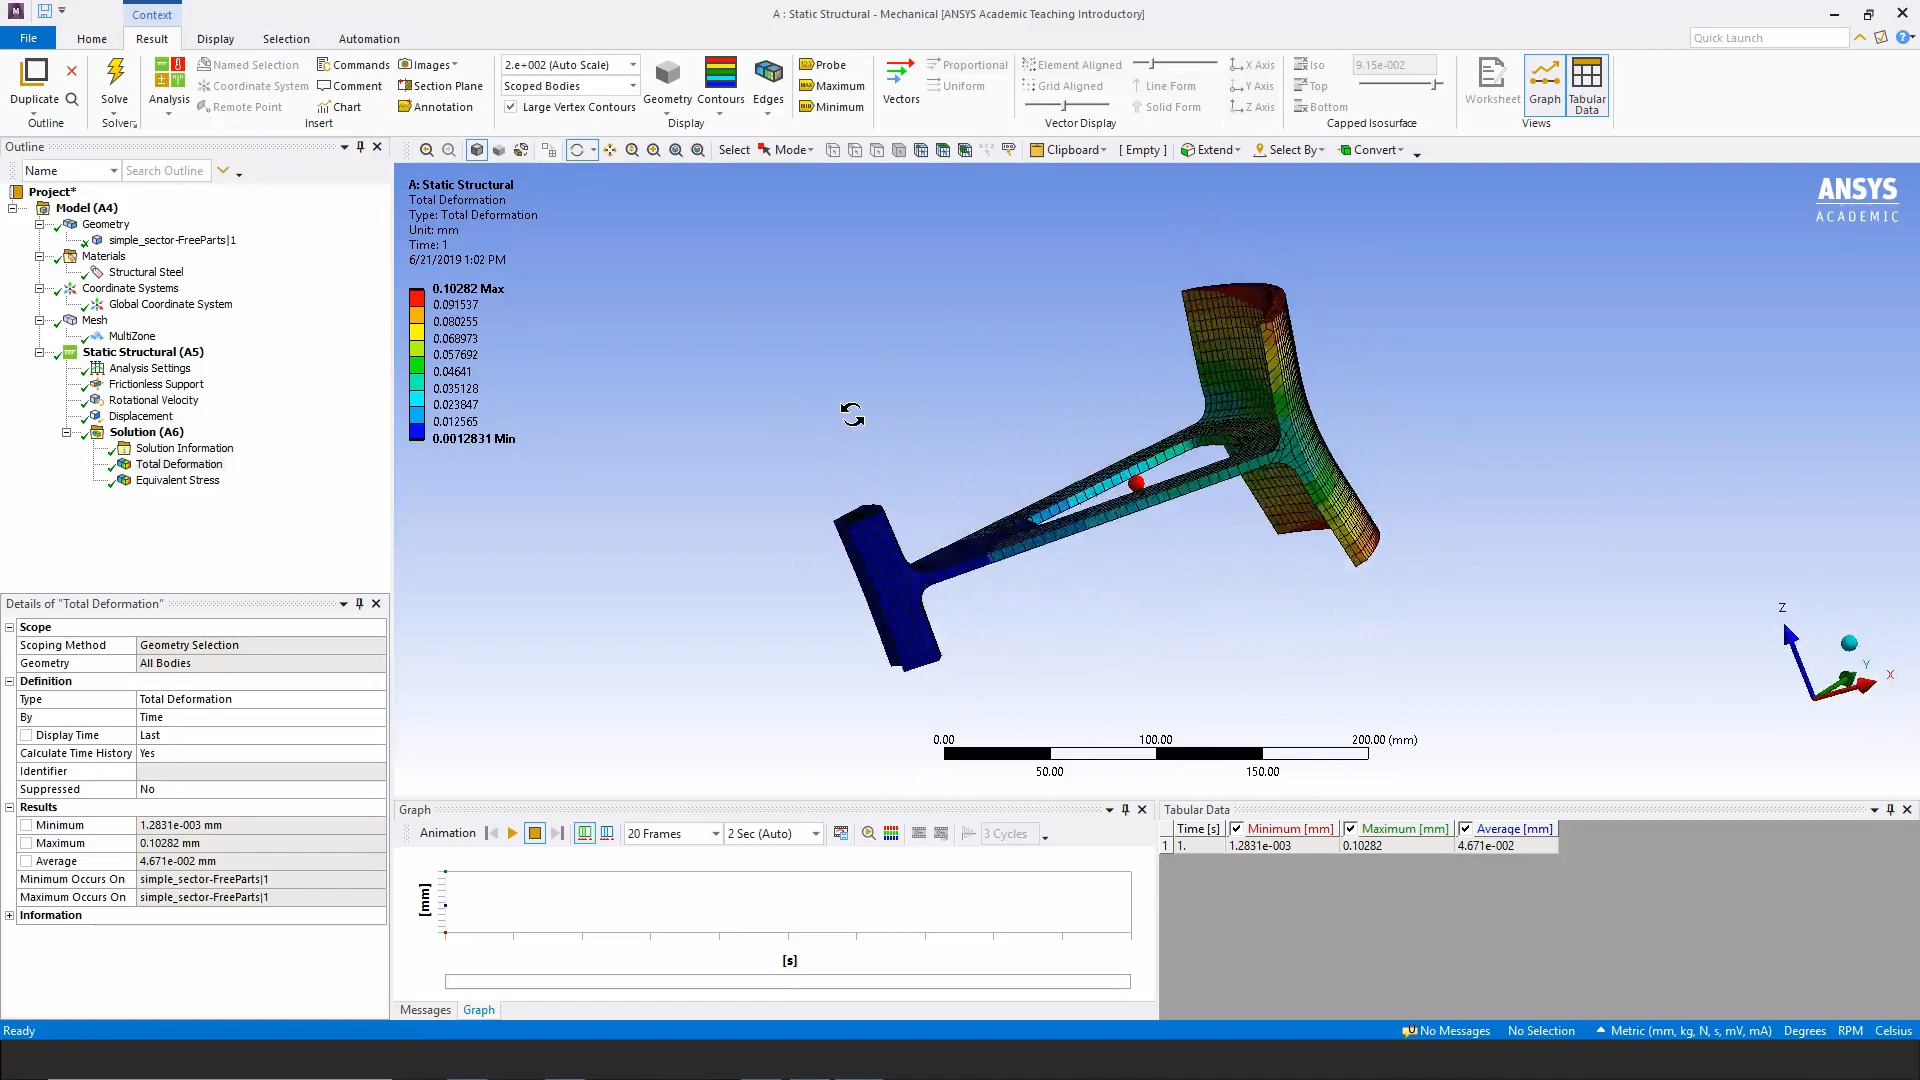 Context
A : Static Structural - Mechanical [ANSYS Academic Teaching Introductory]
File Home Result Display Selection Automation
Quick Launch
Duplicate Solve Analysis
Outline Solver Insert
Named Selection Commands Images
Coordinate System Comment Section Plane
Remote Point Chart Annotation
2.e+002 (Auto Scale)
Scoped Bodies
Large Vertex Contours
Geometry Contours Edges
Display
Probe
Maximum
Minimum
Vectors
Proportional
Uniform
Element Aligned
Grid Aligned
Line Form
Solid Form
X Axis
Y Axis
Z Axis
Vector Display
Iso 9.15e-002
Top
Bottom
Capped Isosurface
Worksheet Graph Tabular Data
Views
Outline
Name Search Outline
Select Mode Clipboard [ Empty ] Extend Select By Convert
Project*
Model (A4)
Geometry
simple_sector-FreeParts|1
Materials
Structural Steel
Coordinate Systems
Global Coordinate System
Mesh
MultiZone
Static Structural (A5)
Analysis Settings
Frictionless Support
Rotational Velocity
Displacement
Solution (A6)
Solution Information
Total Deformation
Equivalent Stress
A: Static Structural
Total Deformation
Type: Total Deformation
Unit: mm
Time: 1
6/21/2019 1:02 PM
0.10282 Max
0.091537
0.080255
0.068973
0.057692
0.04641
0.035128
0.023847
0.012565
0.0012831 Min
ANSYS
ACADEMIC
Z
Y
X
0.00 100.00 200.00 (mm)
50.00 150.00
Details of "Total Deformation"
Scope
Scoping Method Geometry Selection
Geometry All Bodies
Definition
Type Total Deformation
By Time
Display Time Last
Calculate Time History Yes
Identifier
Suppressed No
Results
Minimum 1.2831e-003 mm
Maximum 0.10282 mm
Average 4.671e-002 mm
Minimum Occurs On simple_sector-FreeParts|1
Maximum Occurs On simple_sector-FreeParts|1
Information
Graph
Animation 20 Frames 2 Sec (Auto) 3 Cycles
[mm]
[s]
Messages Graph
Tabular Data
Time [s] Minimum [mm] Maximum [mm] Average [mm]
1 1. 1.2831e-003 0.10282 4.671e-002
Ready
No Messages No Selection Metric (mm, kg, N, s, mV, mA) Degrees RPM Celsius